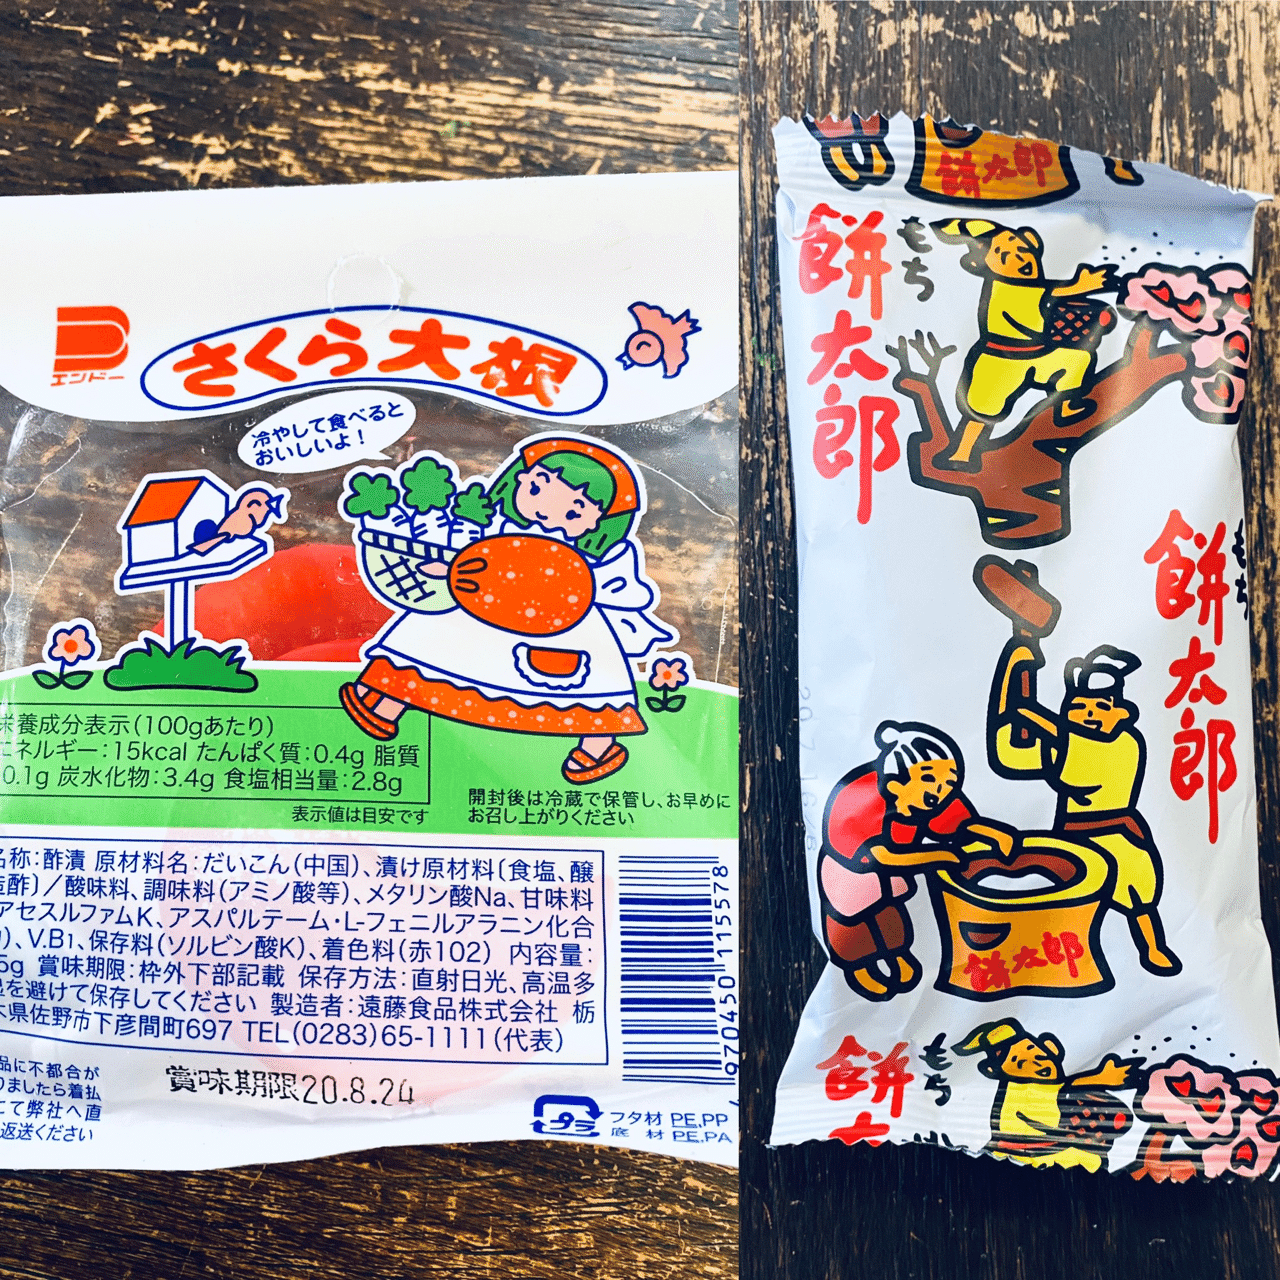 エンドー
さくら大根
冷やして食べると
おいしいよ！
栄養成分表示(100gあたり)
エネルギー：15kcal たんぱく質：0.4g 脂質
0.1g 炭水化物：3.4g 食塩相当量：2.8g
表示値は目安です
開封後は冷蔵で保管し、お早めに
お召し上がりください
名称：酢漬 原材料名：だいこん(中国)、漬け原材料〔食塩、醸
造酢〕／酸味料、調味料(アミノ酸等)、メタリン酸Na、甘味料
アセスルファムK、アスパルテーム・L-フェニルアラニン化合
)、V.B1、保存料(ソルビン酸K)、着色料(赤102) 内容量：
5g 賞味期限：枠外下部記載 保存方法：直射日光、高温多
を避けて保存してください 製造者：遠藤食品株式会社 栃
木県佐野市下彦間町697 TEL(0283)65-1111(代表)
品に不都合が
りましたら着払
にて弊社へ直
返送ください
賞味期限20.8.24
プラ
フタ材 PE,PP
底 材 PE,PA
4 970450 115578
餅太郎
もち
餅太郎
もち
餅太郎
餅太郎
もち
餅太